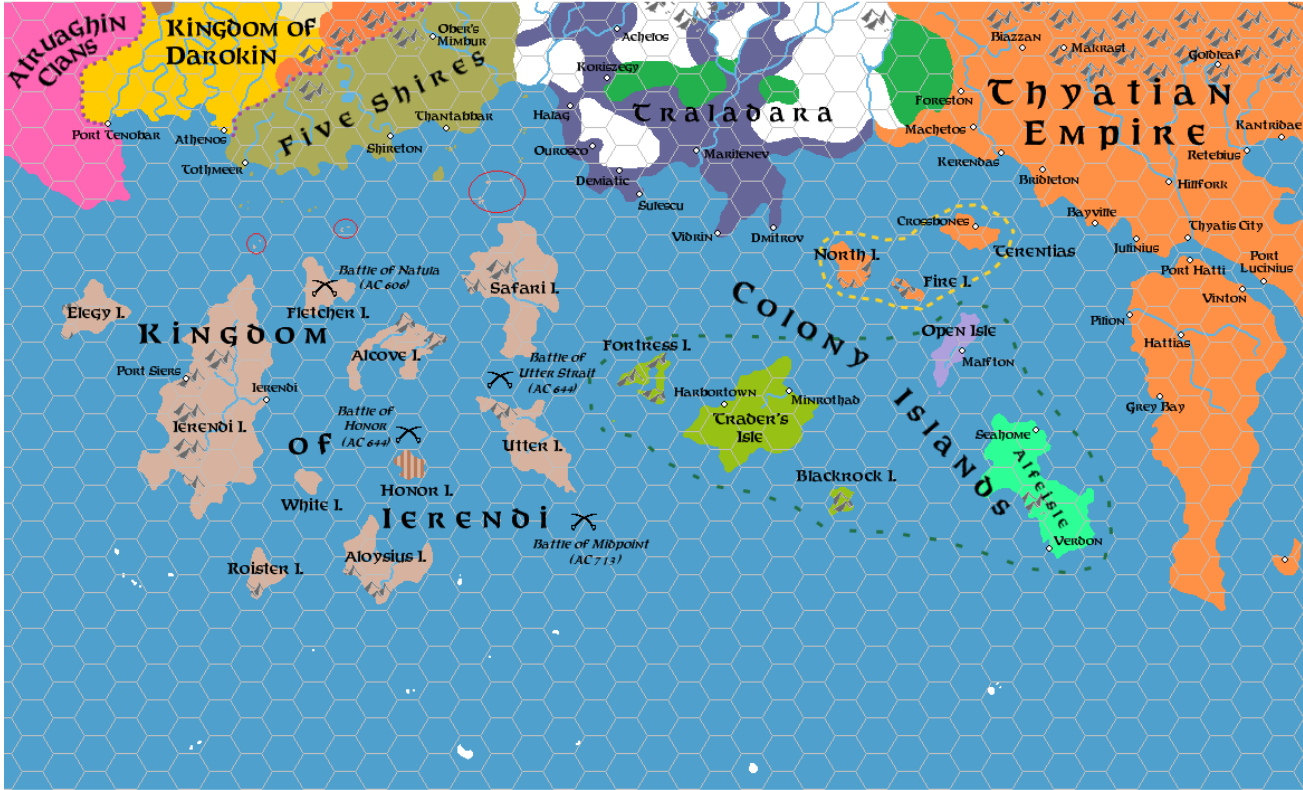 Atruaghin
Clans
Kingdom of
Darokin
Port Tenobar
Athenos
Tothmeer
Five Shires
Ober's
Mimbur
Thantabbar
Shireton
Achelos
Koriszegy
Halag
Traladara
Ourosco
Marilenev
Demiatic
Sulescu
Vidrin
Dmitrov
Biazzan
Makrast
Goldleaf
Foreston
Thyatian
Empire
Machetos
Kantridae
Kerendas
Retebius
Bridleton
Hillfork
Bayville
Crossbones
Thyatis City
Julinius
Terentias
North I.
Port Hatti
Port
Lucinius
Fire I.
Vinton
Battle of Natula
(AC 606)
Safari I.
Elegy I.
Fletcher I.
Kingdom
Colony
Islands
Pilion
Open Isle
Hattias
Malfton
Alcove I.
Fortress I.
Battle of
Utter Strait
(AC 644)
Port Siers
Ierendi
Harbortown
Minrothad
Trader's
Isle
Grey Bay
Battle of
Honor
(AC 644)
Ierendi I.
of
Utter I.
Seahome
Alfeisle
Blackrock I.
White I.
Honor I.
Ierendi
Verdon
Battle of Midpoint
(AC 713)
Aloysius I.
Roister I.